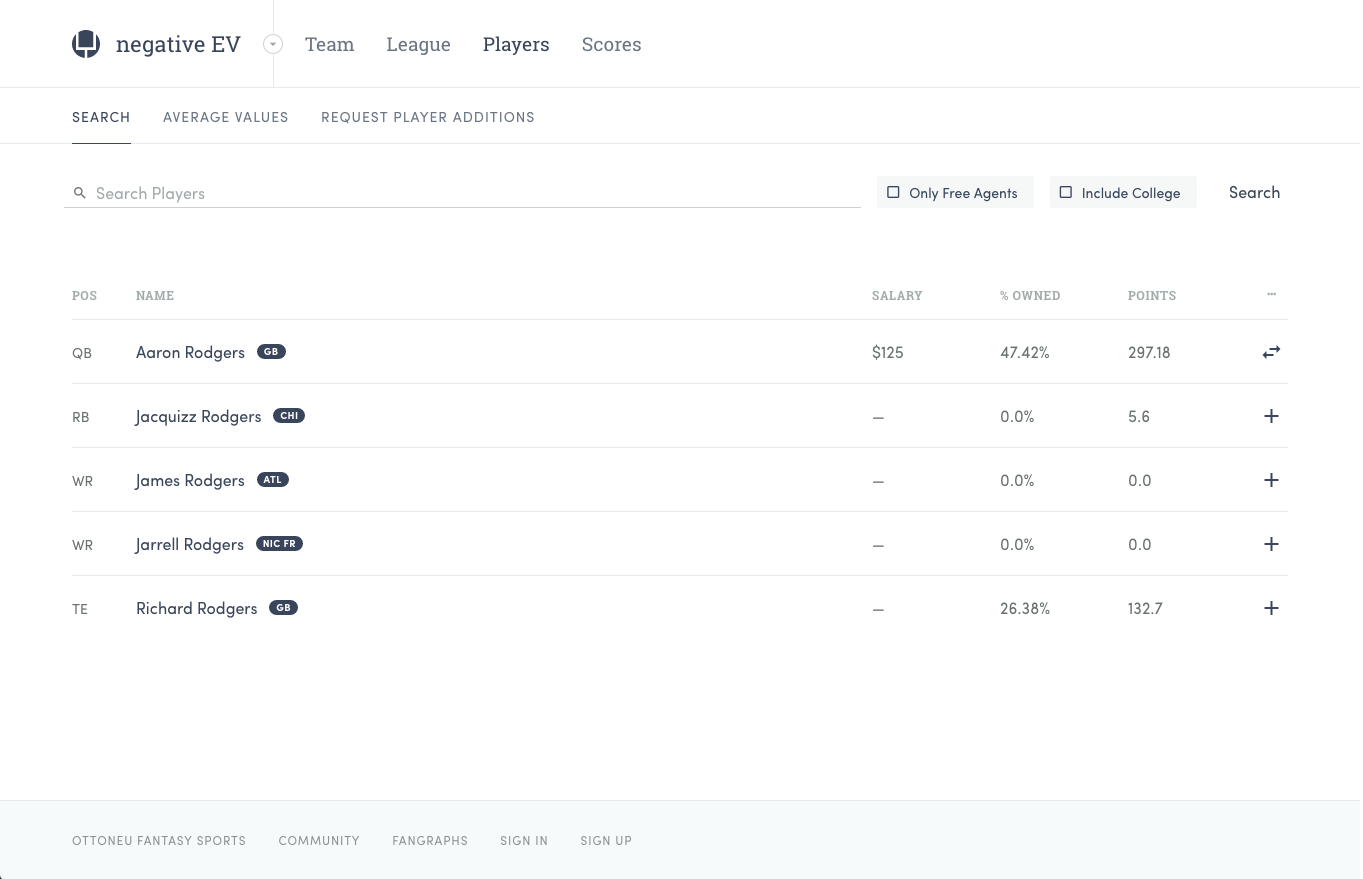 negative EV Team League Players Scores
SEARCH AVERAGE VALUES REQUEST PLAYER ADDITIONS
Search Players Only Free Agents Include College Search
POS NAME SALARY % OWNED POINTS ...
QB Aaron Rodgers GB $125 47.42% 297.18
RB Jacquizz Rodgers CHI — 0.0% 5.6
WR James Rodgers ATL — 0.0% 0.0
WR Jarrell Rodgers NIC FR — 0.0% 0.0
TE Richard Rodgers GB — 26.38% 132.7
OTTONEU FANTASY SPORTS COMMUNITY FANGRAPHS SIGN IN SIGN UP